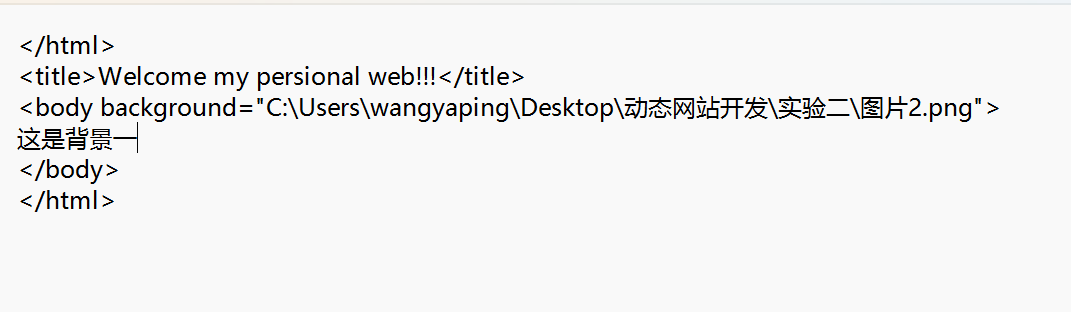 </html>
<title>Welcome my persional web!!!</title>
<body background="C:\Users\wangyaping\Desktop\动态网站开发\实验二\图片2.png">
这是背景一
</body>
</html>